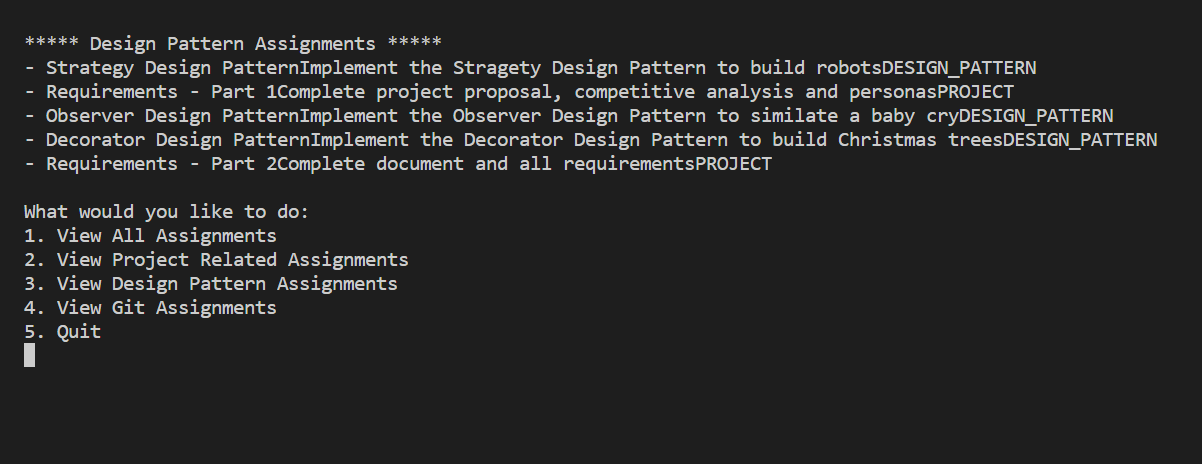 ***** Design Pattern Assignments *****
- Strategy Design PatternImplement the Stragety Design Pattern to build robotsDESIGN_PATTERN
- Requirements - Part 1Complete project proposal, competitive analysis and personasPROJECT
- Observer Design PatternImplement the Observer Design Pattern to similate a baby cryDESIGN_PATTERN
- Decorator Design PatternImplement the Decorator Design Pattern to build Christmas treesDESIGN_PATTERN
- Requirements - Part 2Complete document and all requirementsPROJECT
What would you like to do:
1. View All Assignments
2. View Project Related Assignments
3. View Design Pattern Assignments
4. View Git Assignments
5. Quit